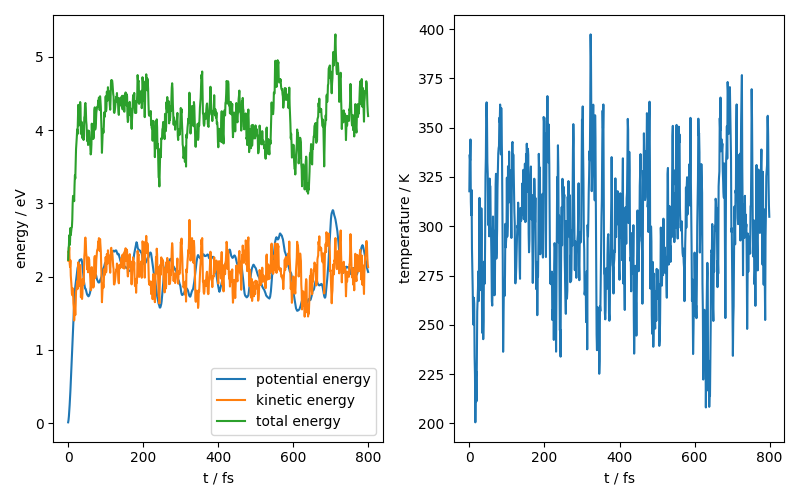 energy / eV
5
4
3
2
1
0
potential energy
kinetic energy
total energy
0 200 400 600 800
t / fs
temperature / K
400
375
350
325
300
275
250
225
200
0 200 400 600 800
t / fs